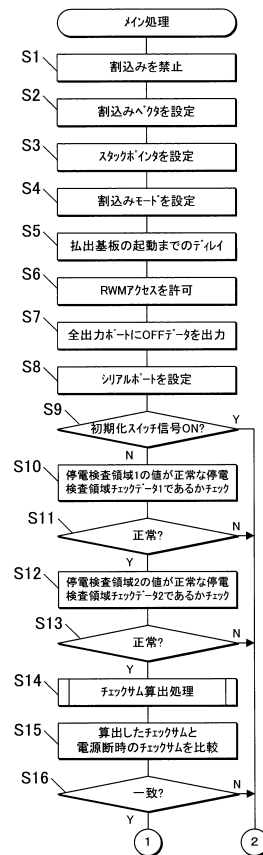 メイン処理
S1
割込みを禁止
S2
割込みベクタを設定
S3
スタックポインタを設定
S4
割込みモードを設定
S5
払出基板の起動までのディレイ
S6
RWMアクセスを許可
S7
全出力ポートにOFFデータを出力
S8
シリアルポートを設定
S9
初期化スイッチ信号ON?
Y
N
S10
停電検査領域1の値が正常な停電
検査領域チェックデータ1であるかチェック
S11
正常?
N
Y
S12
停電検査領域2の値が正常な停電
検査領域チェックデータ2であるかチェック
S13
正常?
N
Y
S14
チェックサム算出処理
S15
算出したチェックサムと
電源断時のチェックサムを比較
S16
一致?
N
Y
1
2